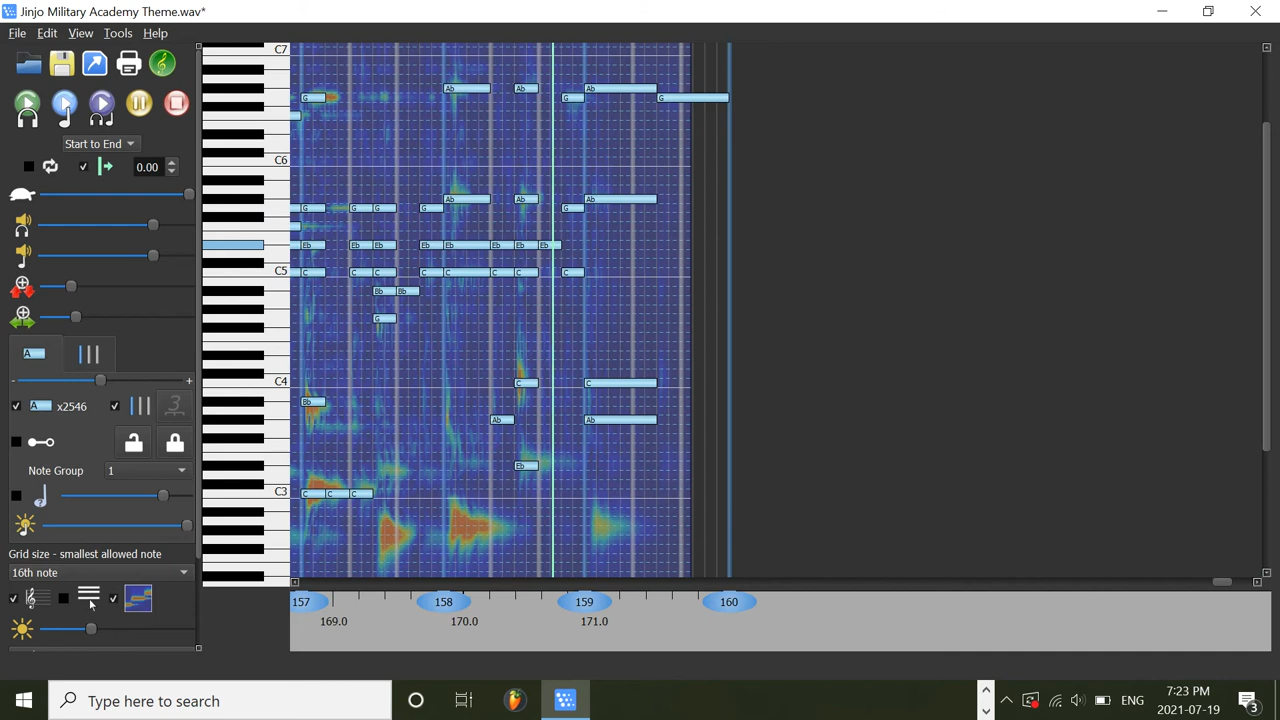 Jinjo Military Academy Theme.wav*
File Edit View Tools Help
C7
Ab Ab Ab
G G G
Start to End
C6
0.00
Ab Ab Ab
G G G G G
Eb Eb Eb Eb Eb Eb Eb Eb
C5 C C C C C C C C
Bb Bb
G
A
C4 C C
- +
x2546 3 Bb
Ab Ab
Note Group 1
Eb
C3 C C C
Grid size - smallest allowed note
16th note
157 158 159 160
169.0 170.0 171.0
Type here to search
ENG
7:23 PM
2021-07-19
3